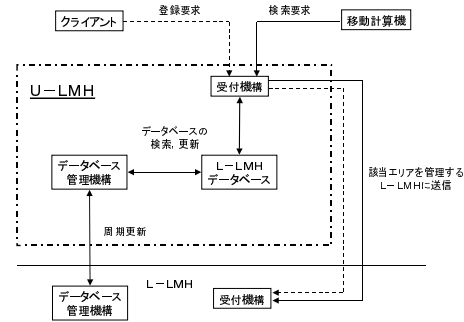 登録要求
検索要求
クライアント
移動計算機
U－LMH
受付機構
データベースの
検索, 更新
データベース
管理機構
L－LMH
データベース
該当エリアを管理する
L－LMHに送信
周期更新
L－LMH
データベース
管理機構
受付機構